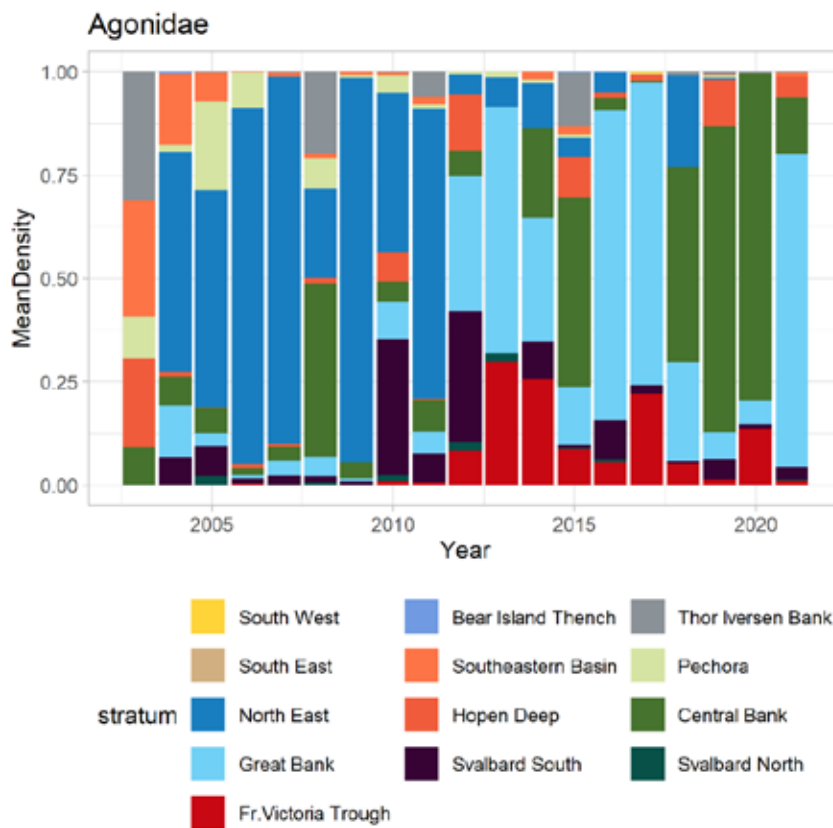 Agonidae
1.00
0.75
0.50
0.25
0.00
MeanDensity
2005 2010 2015 2020
Year
stratum
South West
Bear Island Thench
Thor Iversen Bank
South East
Southeastern Basin
Pechora
North East
Hopen Deep
Central Bank
Great Bank
Svalbard South
Svalbard North
Fr.Victoria Trough